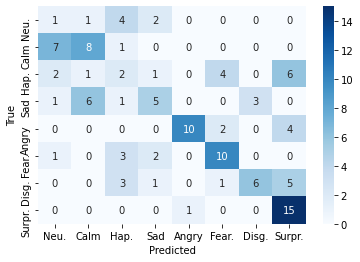 Neu. 1 1 4 2 0 0 0 0
Calm 7 8 1 0 0 0 0 0
Hap. 2 1 2 1 0 4 0 6
Sad 1 6 1 5 0 0 3 0
Angry 0 0 0 0 10 2 0 4
Fear. 1 0 3 2 0 10 0 0
Disg. 0 0 3 1 0 1 6 5
Surpr. 0 0 0 0 1 0 0 15
Neu. Calm Hap. Sad Angry Fear. Disg. Surpr.
Predicted
True
14
12
10
8
6
4
2
0